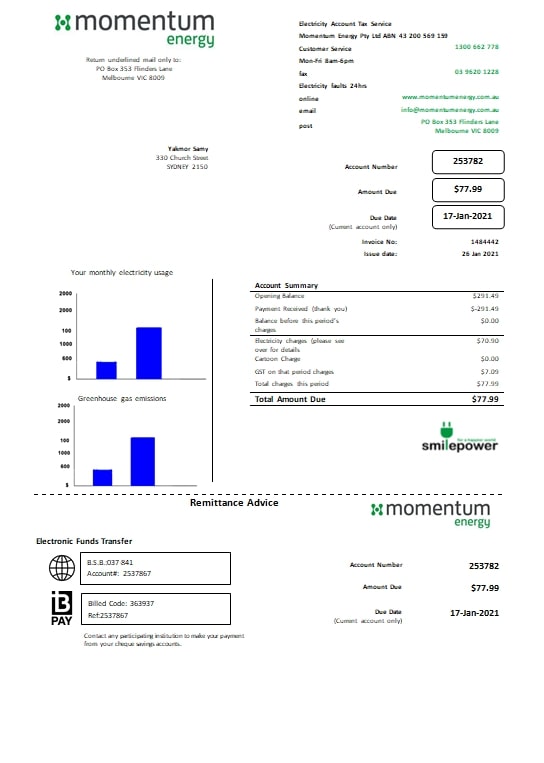 momentum
energy
Return undefined mail only to:
PO Box 353 Flinders Lane
Melbourne VIC 8009
Electricity Account Tax Service
Momentum Energy Pty Ltd ABN 43 200 569 159
Customer Service 1300 662 778
Mon-Fri 8am-6pm
fax 03 9620 1228
Electricity faults 24hrs
online www.momentumenergy.com.au
email info@momentumenergy.com.au
post PO Box 353 Flinders Lane
Melbourne VIC 8009
Yakmor Samy
330 Church Street
SYDNEY 2150
Account Number 253782
Amount Due $77.99
Due Date 17-Jan-2021
(Current account only)
Invoice No: 1484442
Issue date: 26 Jan 2021
Your monthly electricity usage
2000
2000
100
1000
600
$
Greenhouse gas emissions
2000
2000
100
1000
600
$
Account Summary
Opening Balance $291.49
Payment Received (thank you) $-291.49
Balance before this period's $0.00
charges
Electricity charges (please see $70.90
over for details
Cartoon Charge $0.00
GST on that period charges $7.09
Total charges this period $77.99
Total Amount Due $77.99
for a happier world
smilepower
Remittance Advice
momentum
energy
Electronic Funds Transfer
B.S.B.:037 841
Account#: 2537867
B
PAY
Billed Code: 363937
Ref:2537867
Contact any participating institution to make your payment
from your cheque savings accounts.
Account Number 253782
Amount Due $77.99
Due Date 17-Jan-2021
(Current account only)